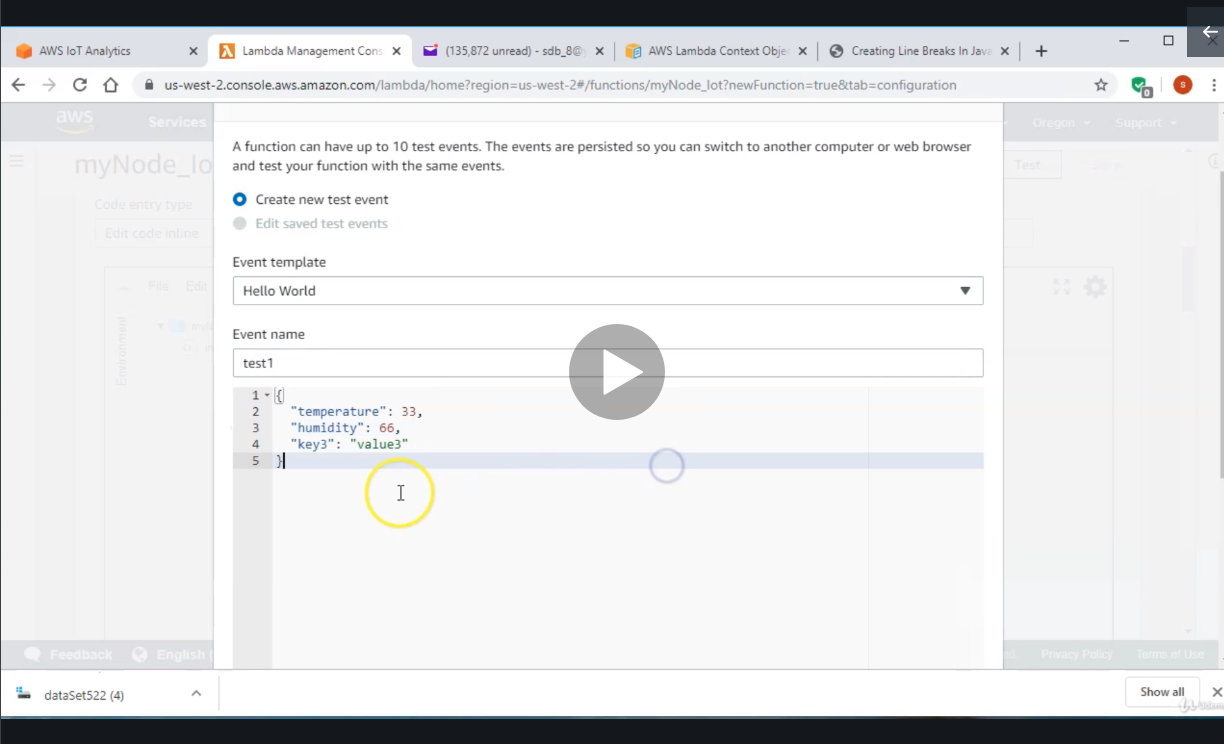 AWS IoT Analytics
Lambda Management Cons
(135,872 unread) - sdb_8@
AWS Lambda Context Obje
Creating Line Breaks In Java
us-west-2.console.aws.amazon.com/lambda/home?region=us-west-2#/functions/myNode_Iot?newFunction=true&tab=configuration
0
S
aws
Services
Oregon
Support
myNode_Io
Test
Code entry type
Edit code inline
File Edit
Environment
A function can have up to 10 test events. The events are persisted so you can switch to another computer or web browser
and test your function with the same events.
Create new test event
Edit saved test events
Event template
Hello World
Event name
test1
1 {
2 "temperature": 33,
3 "humidity": 66,
4 "key3": "value3"
5 }
Feedback
English
Privacy Policy
Terms of Use
dataSet522 (4)
Show all